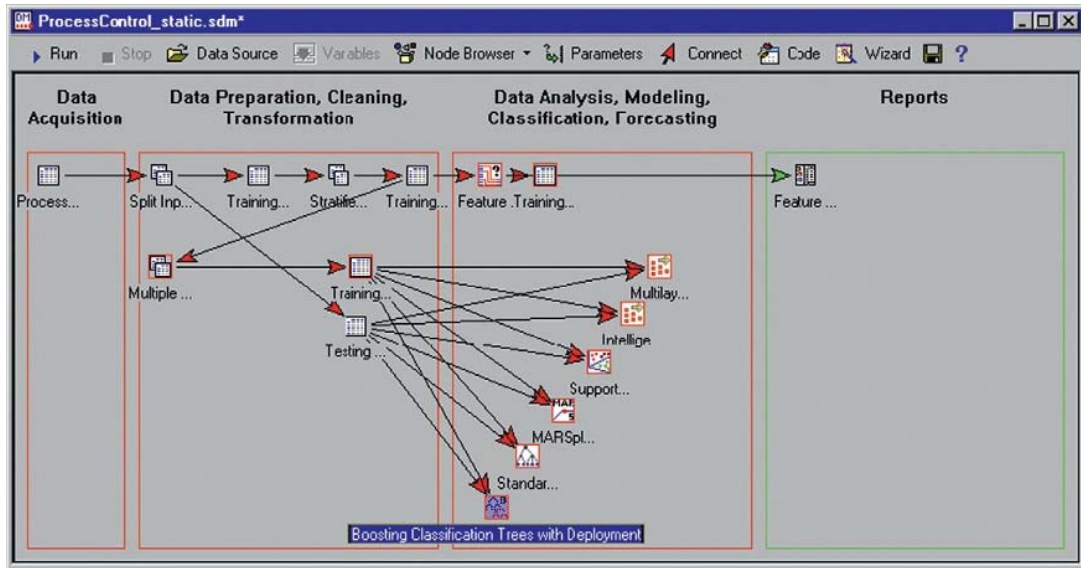 ProcessControl_static.sdm*
Run Stop Data Source Variables Node Browser Parameters Connect Code Wizard ?
Data Acquisition
Data Preparation, Cleaning, Transformation
Data Analysis, Modeling, Classification, Forecasting
Reports
Process...
Split Inp...
Training...
Stratifie...
Training...
Feature ...
Training...
Feature ...
Multiple ...
Training...
Testing ...
Multilay...
Intellige
Support...
MARSpl...
Standar...
Boosting Classification Trees with Deployment